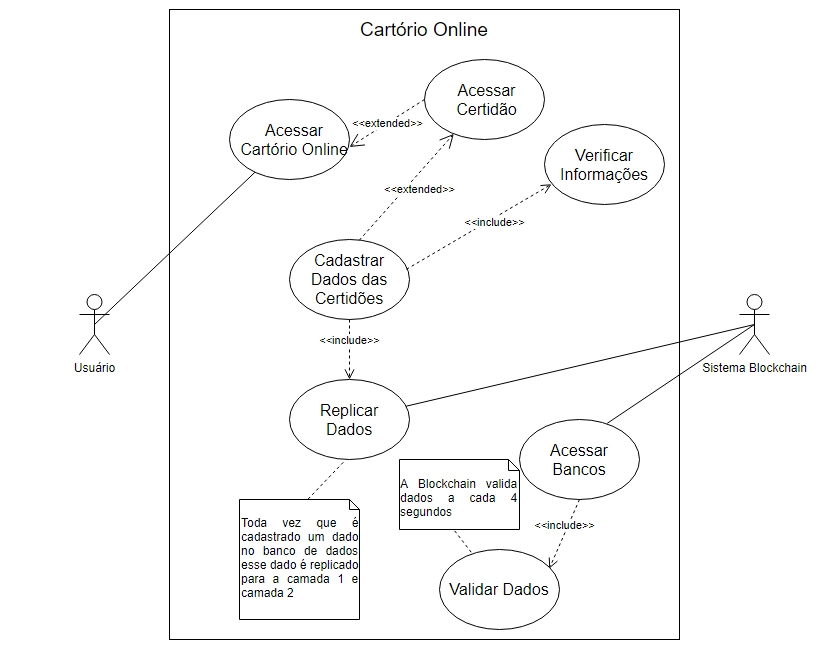 Cartório Online
Acessar
Certidão
<<extended>>
Acessar
Cartório Online
Verificar
Informações
<<extended>>
<<include>>
Cadastrar
Dados das
Certidões
<<include>>
Usuário
Sistema Blockchain
Replicar
Dados
Acessar
Bancos
A Blockchain valida
dados a cada 4
segundos
<<include>>
Toda vez que é
cadastrado um dado
no banco de dados
esse dado é replicado
para a camada 1 e
camada 2
Validar Dados